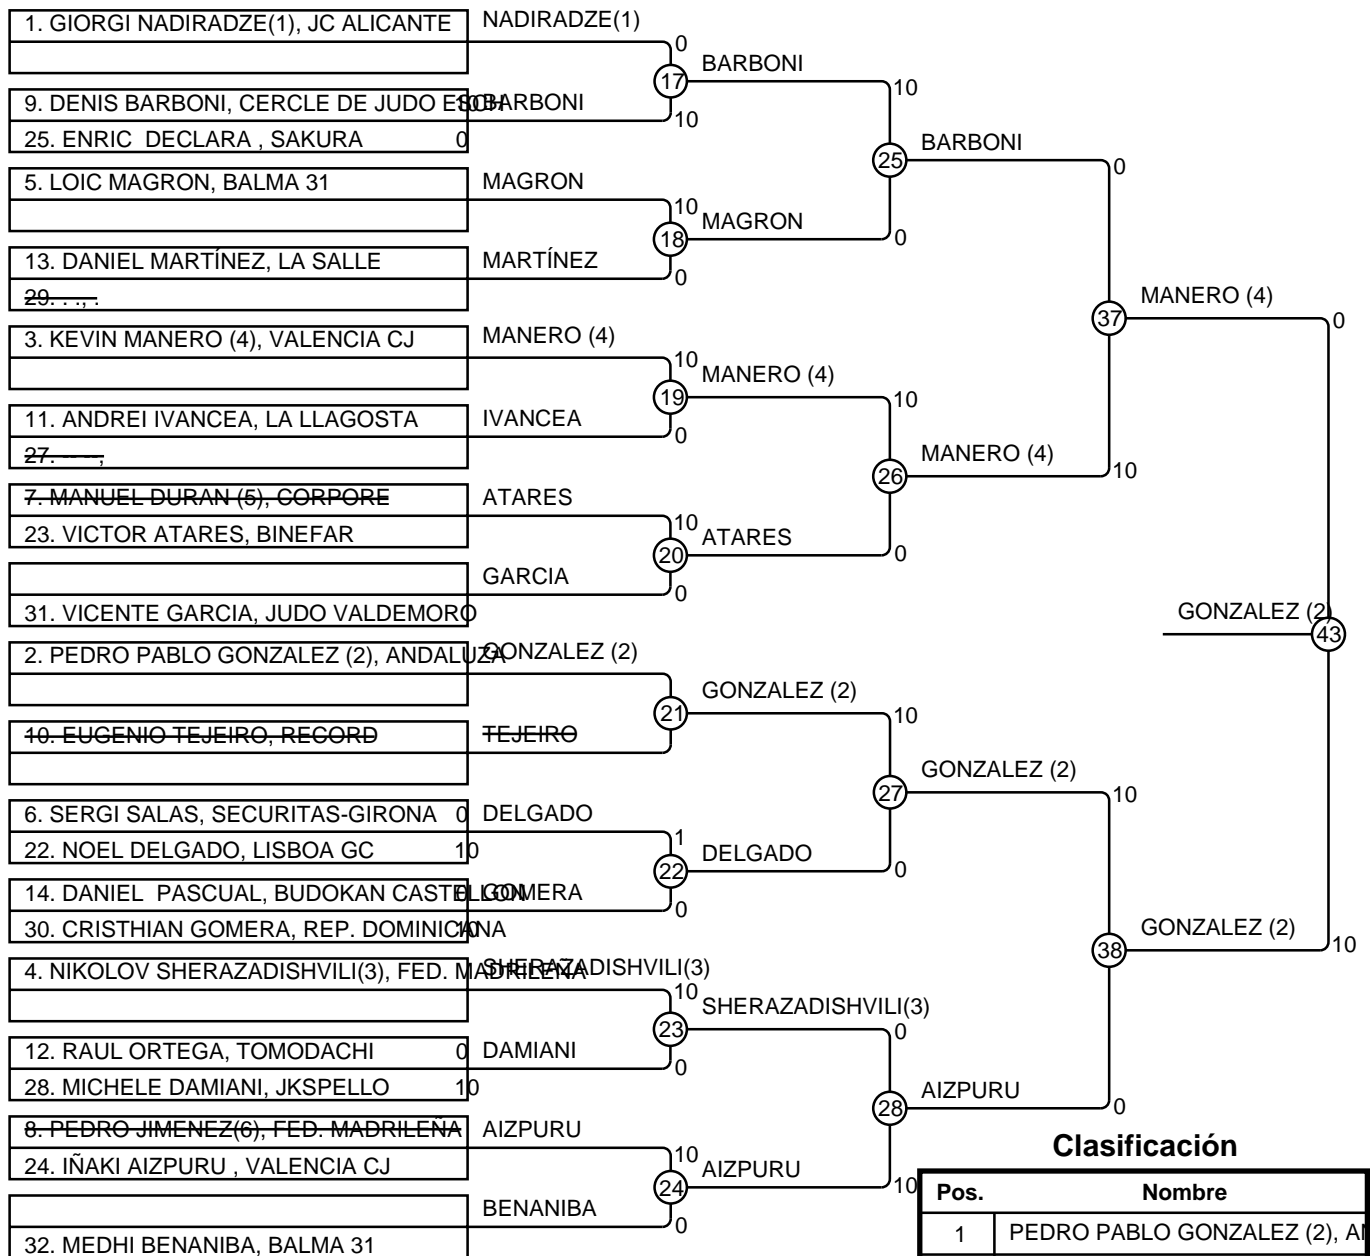 1. GIORGI NADIRADZE(1), JC ALICANTE
9. DENIS BARBONI, CERCLE DE JUDO ESCH 10
25. ENRIC DECLARA , SAKURA 0
5. LOIC MAGRON, BALMA 31
13. DANIEL MARTÍNEZ, LA SALLE
29. . ., .
3. KEVIN MANERO (4), VALENCIA CJ
11. ANDREI IVANCEA, LA LLAGOSTA
27. -- --,
7. MANUEL DURAN (5), CORPORE
23. VICTOR ATARES, BINEFAR
31. VICENTE GARCIA, JUDO VALDEMORO
2. PEDRO PABLO GONZALEZ (2), ANDALUZA
10. EUGENIO TEJEIRO, RECORD
6. SERGI SALAS, SECURITAS-GIRONA 0
22. NOEL DELGADO, LISBOA GC 10
14. DANIEL PASCUAL, BUDOKAN CASTELLON 0
30. CRISTHIAN GOMERA, REP. DOMINICANA 10
4. NIKOLOV SHERAZADISHVILI(3), FED. MADRILEÑA
12. RAUL ORTEGA, TOMODACHI 0
28. MICHELE DAMIANI, JKSPELLO 10
8. PEDRO JIMENEZ(6), FED. MADRILEÑA
24. IÑAKI AIZPURU , VALENCIA CJ
32. MEDHI BENANIBA, BALMA 31
NADIRADZE(1)
0
17
BARBONI
10
MAGRON
10
18
MARTÍNEZ
0
MANERO (4)
10
19
IVANCEA
0
ATARES
10
20
GARCIA
0
GONZALEZ (2)
21
TEJEIRO
DELGADO
1
22
GOMERA
0
SHERAZADISHVILI(3)
10
23
DAMIANI
0
AIZPURU
10
24
BENANIBA
0
BARBONI
10
25
MAGRON
0
MANERO (4)
10
26
ATARES
0
GONZALEZ (2)
10
27
DELGADO
0
SHERAZADISHVILI(3)
0
28
AIZPURU
10
BARBONI
0
37
MANERO (4)
10
GONZALEZ (2)
10
38
AIZPURU
0
MANERO (4)
0
GONZALEZ (2)
43
GONZALEZ (2)
10
Clasificación
Pos. Nombre
1 PEDRO PABLO GONZALEZ (2), AN